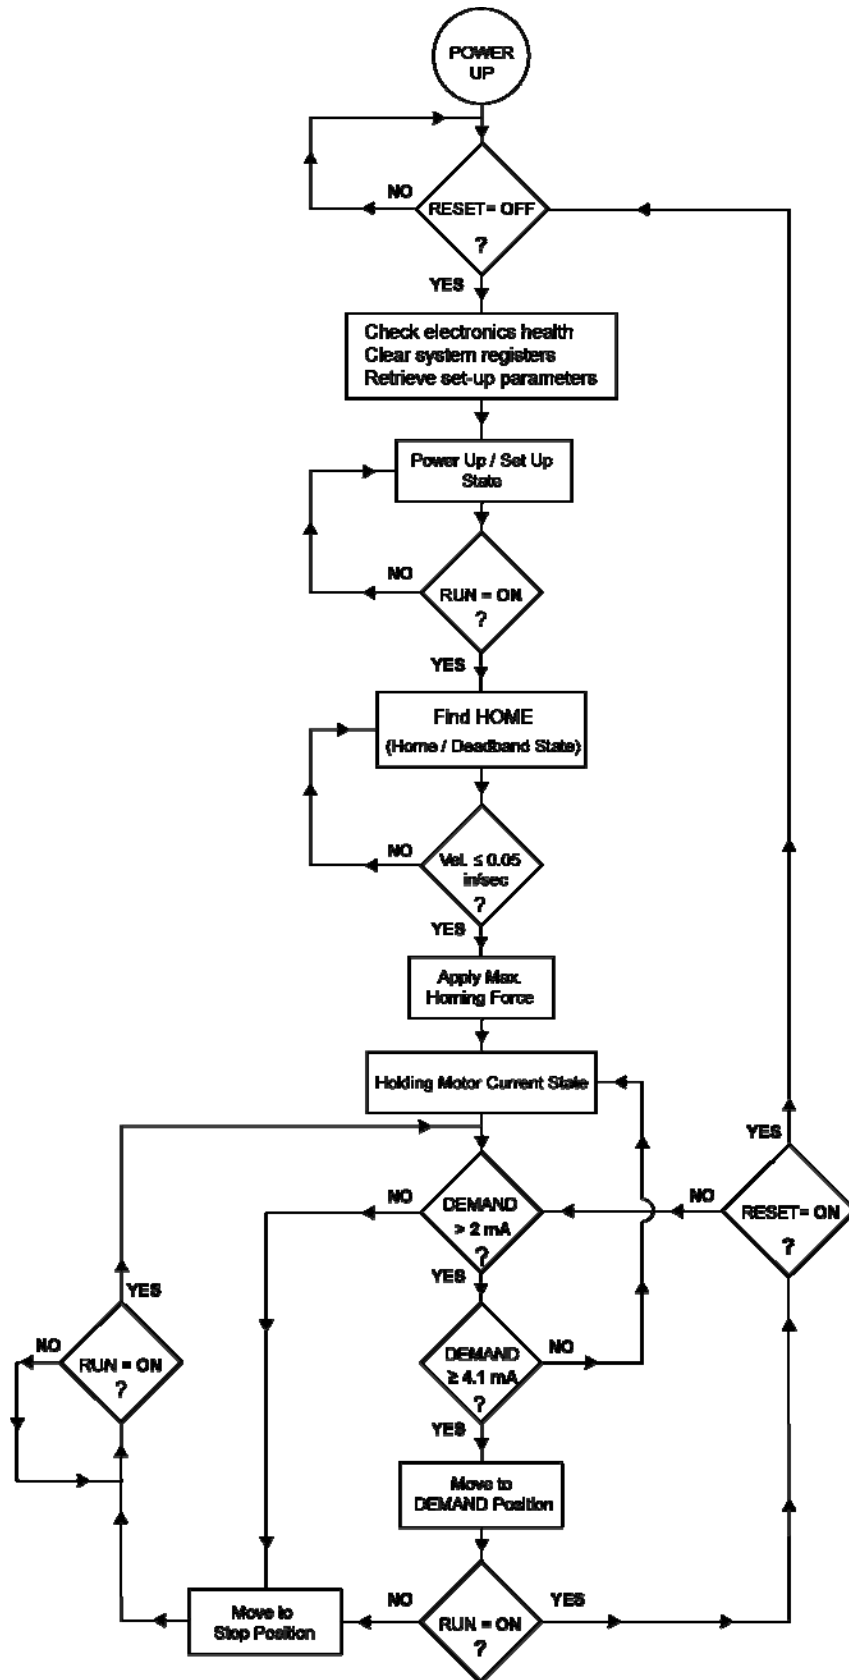 POWER
UP
NO
RESET= OFF
?
YES
Check electronics health
Clear system registers
Retrieve set-up parameters
Power Up / Set Up
State
NO
RUN = ON
?
YES
Find HOME
(Home / Deadband State)
NO
Vel. ≤ 0.05
in/sec
?
YES
Apply Max.
Homing Force
Holding Motor Current State
YES
NO
DEMAND
> 2 mA
?
NO
RESET= ON
?
YES
YES
NO
RUN = ON
?
DEMAND
≥ 4.1 mA
?
NO
YES
Move to
DEMAND Position
Move to
Stop Position
NO
RUN = ON
?
YES